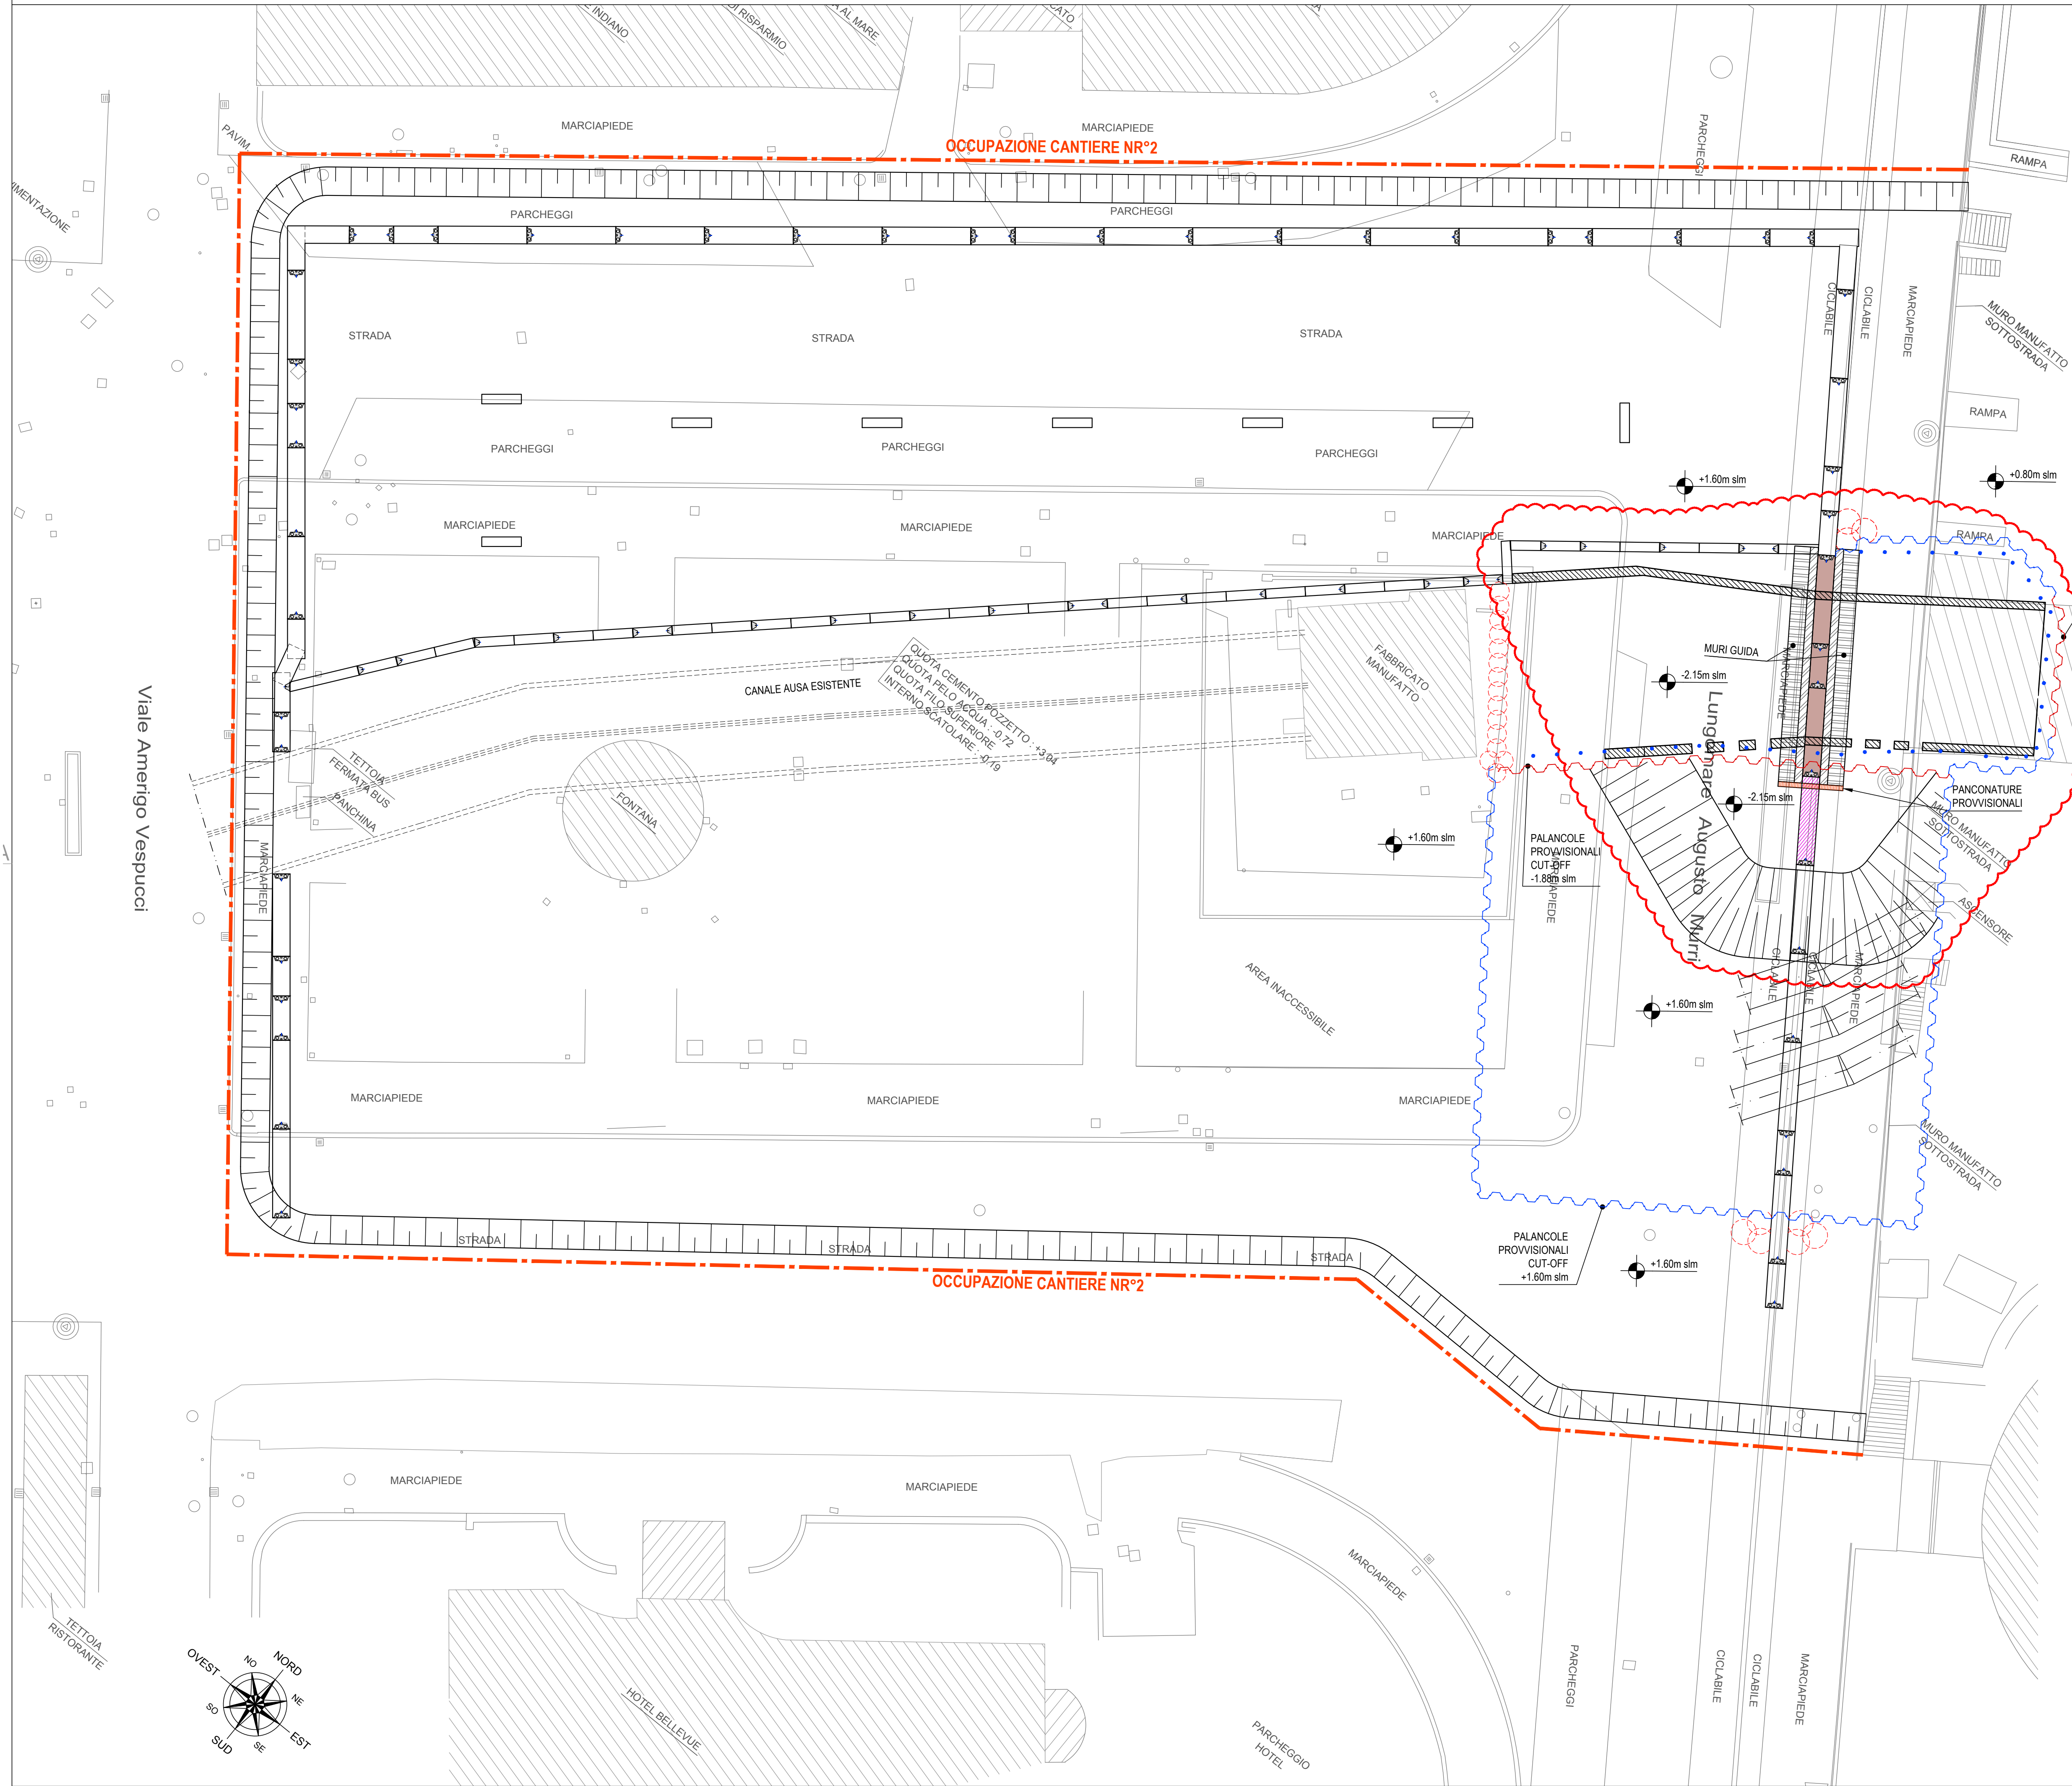 INDIANO
DI RISPARMIO
AL MARE
CATO
MARCIAPIEDE
MARCIAPIEDE
PAVIM.
OCCUPAZIONE CANTIERE NR°2
PARCHEGGI
RAMPA
PARCHEGGI
PARCHEGGI
STRADA
STRADA
STRADA
CICLABILE
CICLABILE
MARCIAPIEDE
MURO MANUFATTO
SOTTOSTRADA
RAMPA
PARCHEGGI
PARCHEGGI
PARCHEGGI
+1.60m slm
+0.80m slm
MARCIAPIEDE
MARCIAPIEDE
MARCIAPIEDE
RAMPA
MURI GUIDA
MARCIAPIEDE
-2.15m slm
FABBRICATO
MANUFATTO
CANALE AUSA ESISTENTE
QUOTA CEMENTO POZZETTO : +3.04
QUOTA PELO ACQUA : -0.72
QUOTA FILO SUPERIORE
INTERNO SCATOLARE : -0.19
Viale Amerigo Vespucci
Lungomare Augusto Murri
TETTOIA
FERMATA BUS
PANCHINA
FONTANA
MARCIAPIEDE
+1.60m slm
-2.15m slm
PANCONATURE
PROVVISIONALI
MURO MANUFATTO
SOTTOSTRADA
PALANCOLE
PROVVISIONALI
CUT-OFF
-1.88m slm
MARCIAPIEDE
ASCENSORE
AREA INACCESSIBILE
CICLABILE
CICLABILE
MARCIAPIEDE
+1.60m slm
MARCIAPIEDE
MARCIAPIEDE
MARCIAPIEDE
MURO MANUFATTO
SOTTOSTRADA
PALANCOLE
PROVVISIONALI
CUT-OFF
+1.60m slm
+1.60m slm
STRADA
STRADA
STRADA
OCCUPAZIONE CANTIERE NR°2
MARCIAPIEDE
MARCIAPIEDE
MARCIAPIEDE
TETTOIA
RISTORANTE
PARCHEGGI
CICLABILE
CICLABILE
MARCIAPIEDE
OVEST
NO
NORD
NE
EST
SE
SUD
SO
HOTEL BELLEVUE
PARCHEGGIO
HOTEL